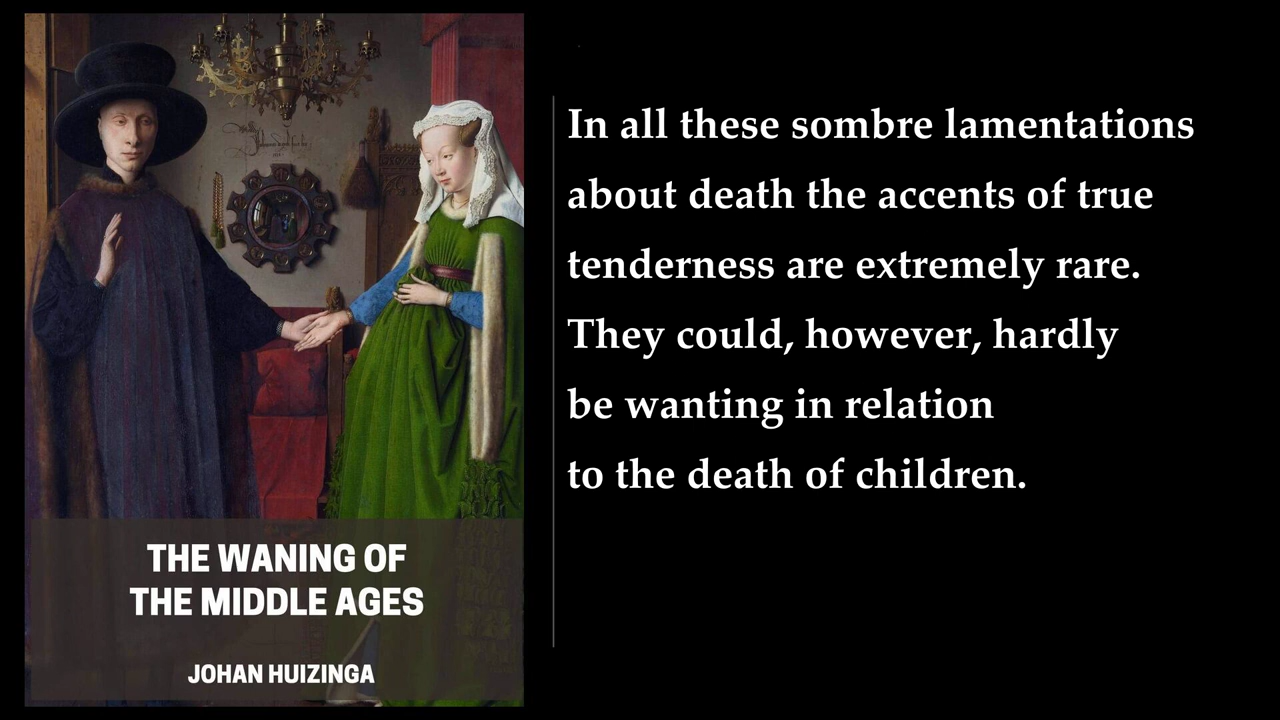 THE WANING OF
THE MIDDLE AGES
JOHAN HUIZINGA
In all these sombre lamentations
about death the accents of true
tenderness are extremely rare.
They could, however, hardly
be wanting in relation
to the death of children.